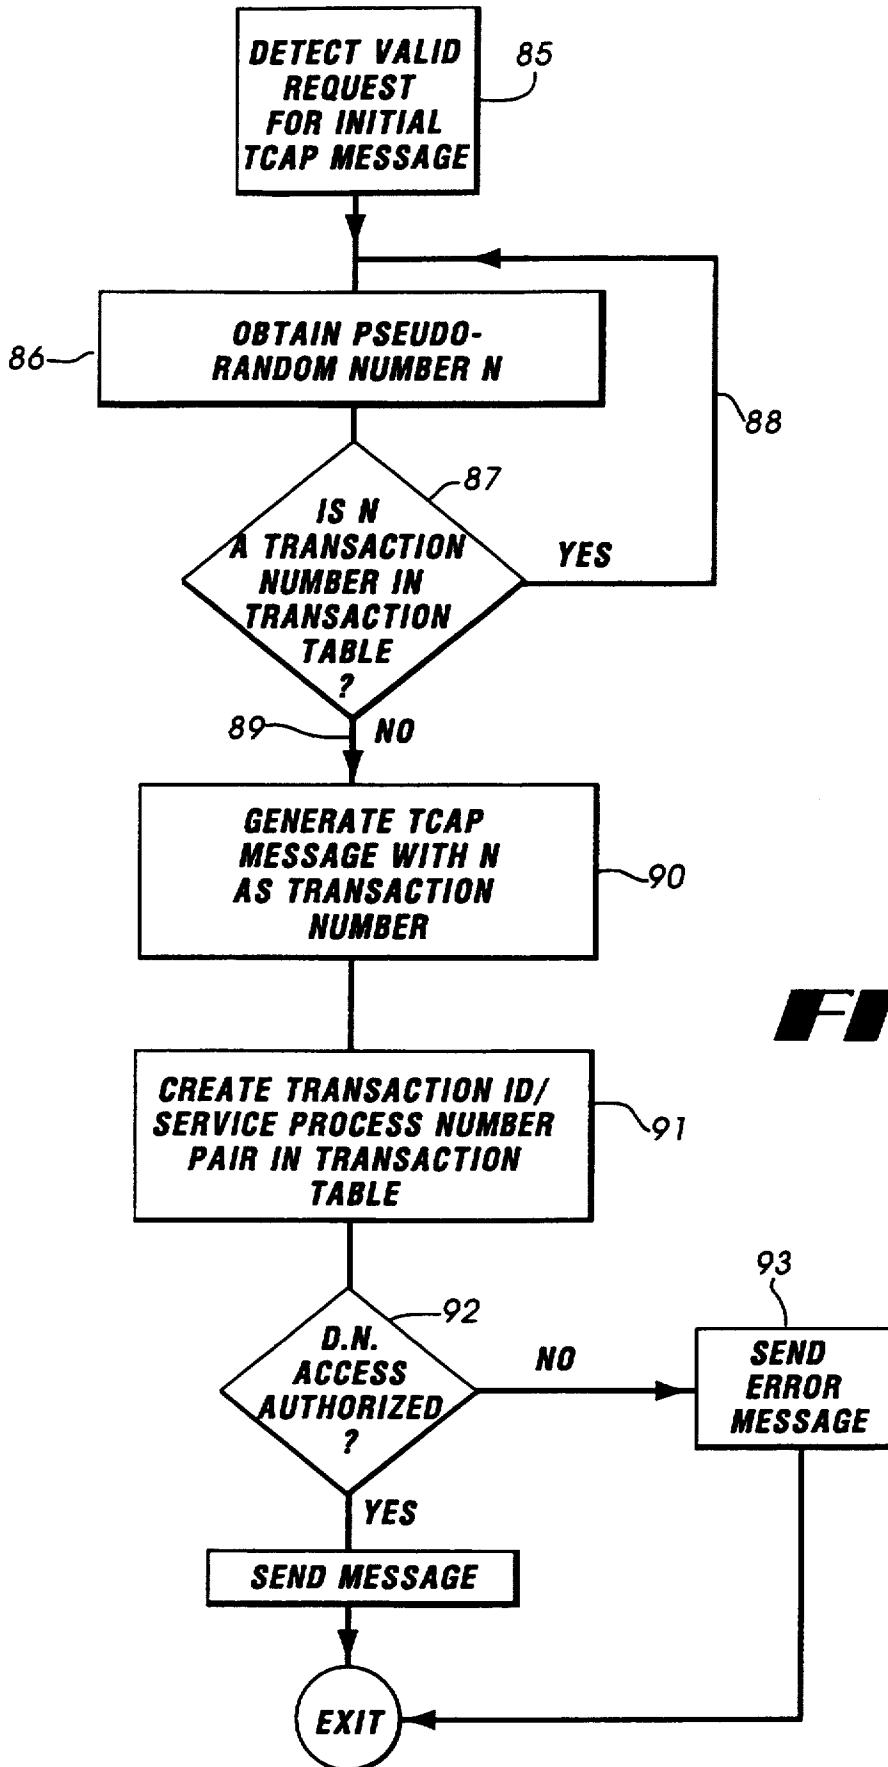 DETECT VALID
REQUEST
FOR INITIAL
TCAP MESSAGE
85
OBTAIN PSEUDO-
RANDOM NUMBER N
86
88
87
IS N
A TRANSACTION
NUMBER IN
TRANSACTION
TABLE
?
YES
89
NO
GENERATE TCAP
MESSAGE WITH N
AS TRANSACTION
NUMBER
90
CREATE TRANSACTION ID/
SERVICE PROCESS NUMBER
PAIR IN TRANSACTION
TABLE
91
92
D.N.
ACCESS
AUTHORIZED
?
NO
93
SEND
ERROR
MESSAGE
YES
SEND MESSAGE
EXIT